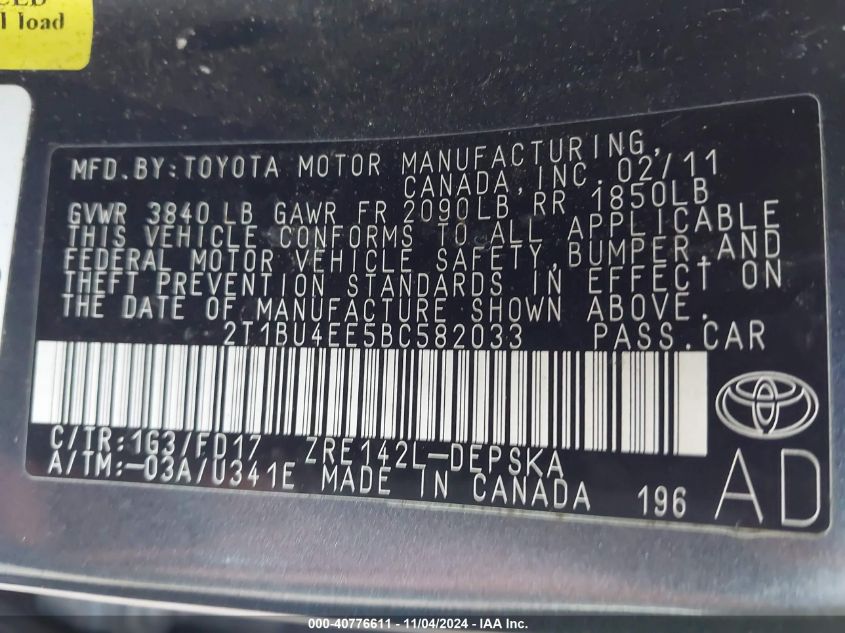 l load
MFD.BY:TOYOTA MOTOR MANUFACTURING,
CANADA,INC. 02/11
GVWR 3840 LB GAWR FR 2090LB RR 1850LB
THIS VEHICLE CONFORMS TO ALL APPLICABLE
FEDERAL MOTOR VEHICLE SAFETY,BUMPER,AND
THEFT PREVENTION STANDARDS IN EFFECT ON
THE DATE OF MANUFACTURE SHOWN ABOVE.
2T1BU4EE5BC582033 PASS.CAR
C/TR:1G3/FD17 ZRE142L-DEPSKA
A/TM:-03A/U341E MADE IN CANADA 196
AD
000-40776611 - 11/04/2024 - IAA Inc.